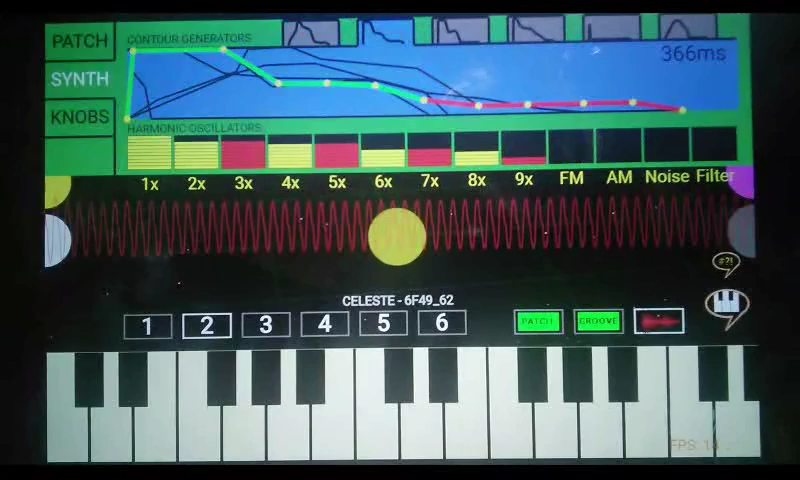 PATCH
CONTOUR GENERATORS
366ms
SYNTH
KNOBS
HARMONIC OSCILLATORS
1x 2x 3x 4x 5x 6x 7x 8x 9x FM AM Noise Filter
#?!
CELESTE - 6F49_62
1 2 3 4 5 6 PATCH GROOVE
FPS: